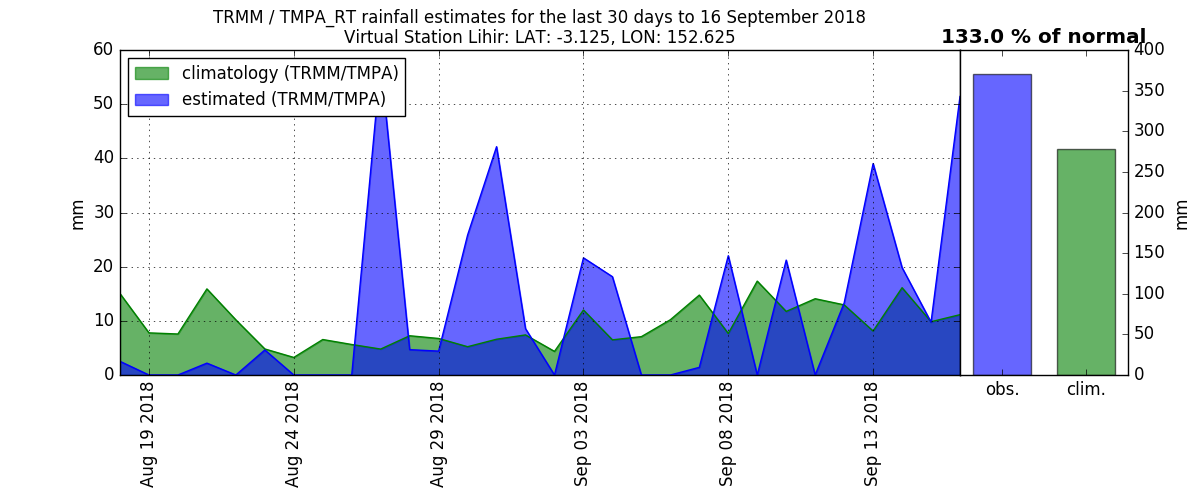 TRMM / TMPA_RT rainfall estimates for the last 30 days to 16 September 2018
Virtual Station Lihir: LAT: -3.125, LON: 152.625
133.0 % of normal
climatology (TRMM/TMPA)
estimated (TRMM/TMPA)
60
50
40
30
20
10
0
mm
Aug 19 2018
Aug 24 2018
Aug 29 2018
Sep 03 2018
Sep 08 2018
Sep 13 2018
obs.
clim.
400
350
300
250
200
150
100
50
0
mm